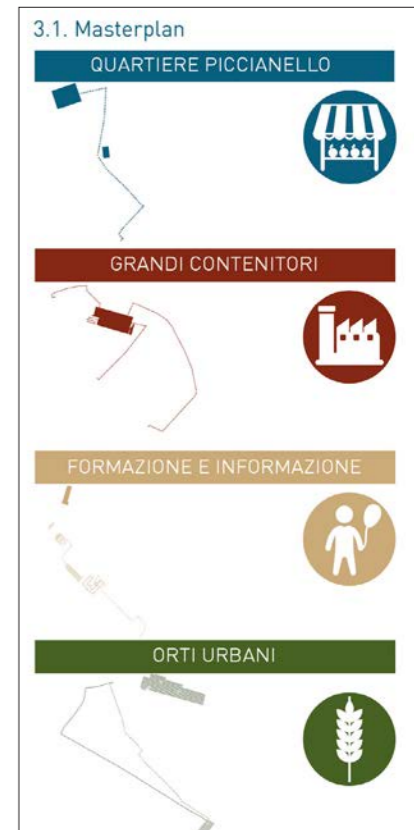 3.1. Masterplan
QUARTIERE PICCIANELLO
GRANDI CONTENITORI
FORMAZIONE E INFORMAZIONE
ORTI URBANI